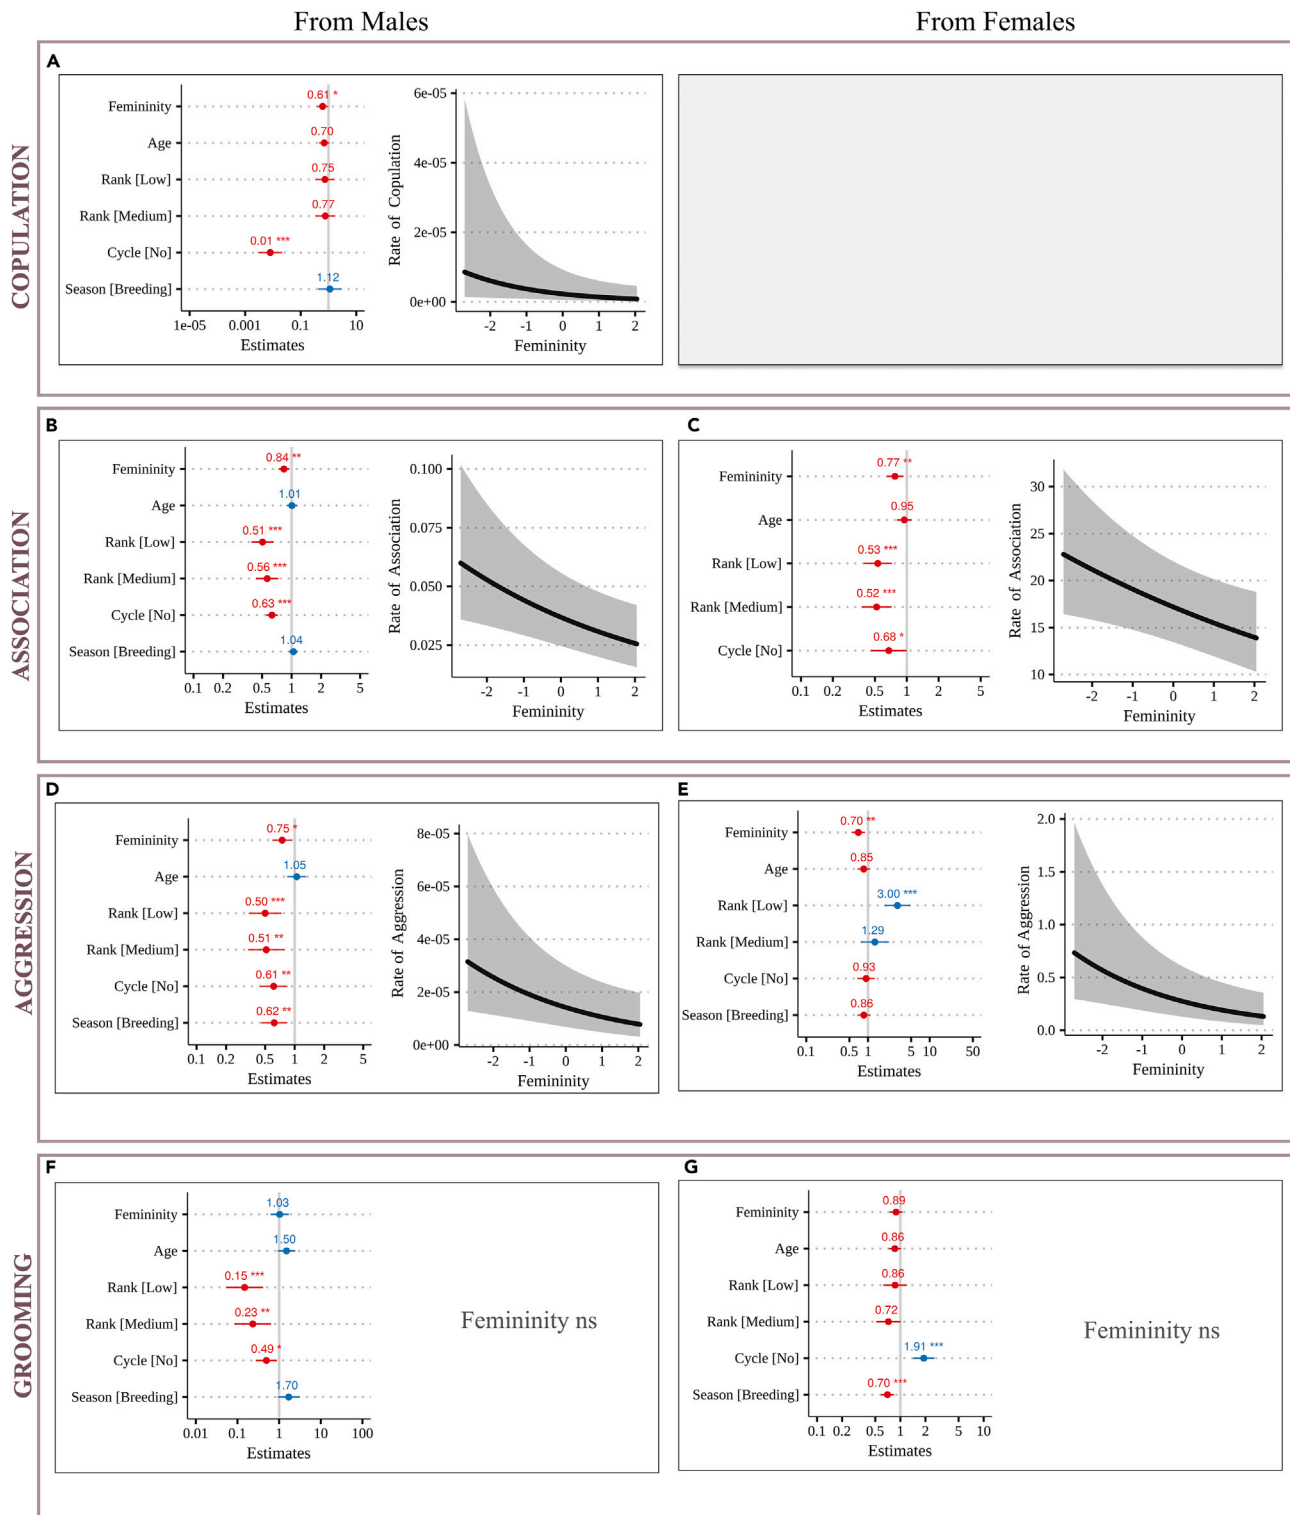 From Males
From Females
COPULATION
A
Femininity
Age
Rank [Low]
Rank [Medium]
Cycle [No]
Season [Breeding]
0.61 *
0.70
0.75
0.77
0.01 ***
1.12
1e-05 0.001 0.1 10
Estimates
Rate of Copulation
6e-05
4e-05
2e-05
0e+00
-2 -1 0 1 2
Femininity
ASSOCIATION
B
Femininity
Age
Rank [Low]
Rank [Medium]
Cycle [No]
Season [Breeding]
0.84 **
1.01
0.51 ***
0.56 ***
0.63 ***
1.04
0.1 0.2 0.5 1 2 5
Estimates
Rate of Association
0.100
0.075
0.050
0.025
-2 -1 0 1 2
Femininity
C
Femininity
Age
Rank [Low]
Rank [Medium]
Cycle [No]
0.77 **
0.95
0.53 ***
0.52 ***
0.68 *
0.1 0.2 0.5 1 2 5
Estimates
Rate of Association
30
25
20
15
10
-2 -1 0 1 2
Femininity
AGGRESSION
D
Femininity
Age
Rank [Low]
Rank [Medium]
Cycle [No]
Season [Breeding]
0.75 *
1.05
0.50 ***
0.51 **
0.61 **
0.62 **
0.1 0.2 0.5 1 2 5
Estimates
Rate of Aggression
8e-05
6e-05
4e-05
2e-05
0e+00
-2 -1 0 1 2
Femininity
E
Femininity
Age
Rank [Low]
Rank [Medium]
Cycle [No]
Season [Breeding]
0.70 **
0.85
3.00 ***
1.29
0.93
0.86
0.1 0.5 1 5 10 50
Estimates
Rate of Aggression
2.0
1.5
1.0
0.5
0.0
-2 -1 0 1 2
Femininity
GROOMING
F
Femininity
Age
Rank [Low]
Rank [Medium]
Cycle [No]
Season [Breeding]
1.03
1.50
0.15 ***
0.23 **
0.49 *
1.70
0.01 0.1 1 10 100
Estimates
Femininity ns
G
Femininity
Age
Rank [Low]
Rank [Medium]
Cycle [No]
Season [Breeding]
0.89
0.86
0.86
0.72
1.91 ***
0.70 ***
0.1 0.2 0.5 1 2 5 10
Estimates
Femininity ns